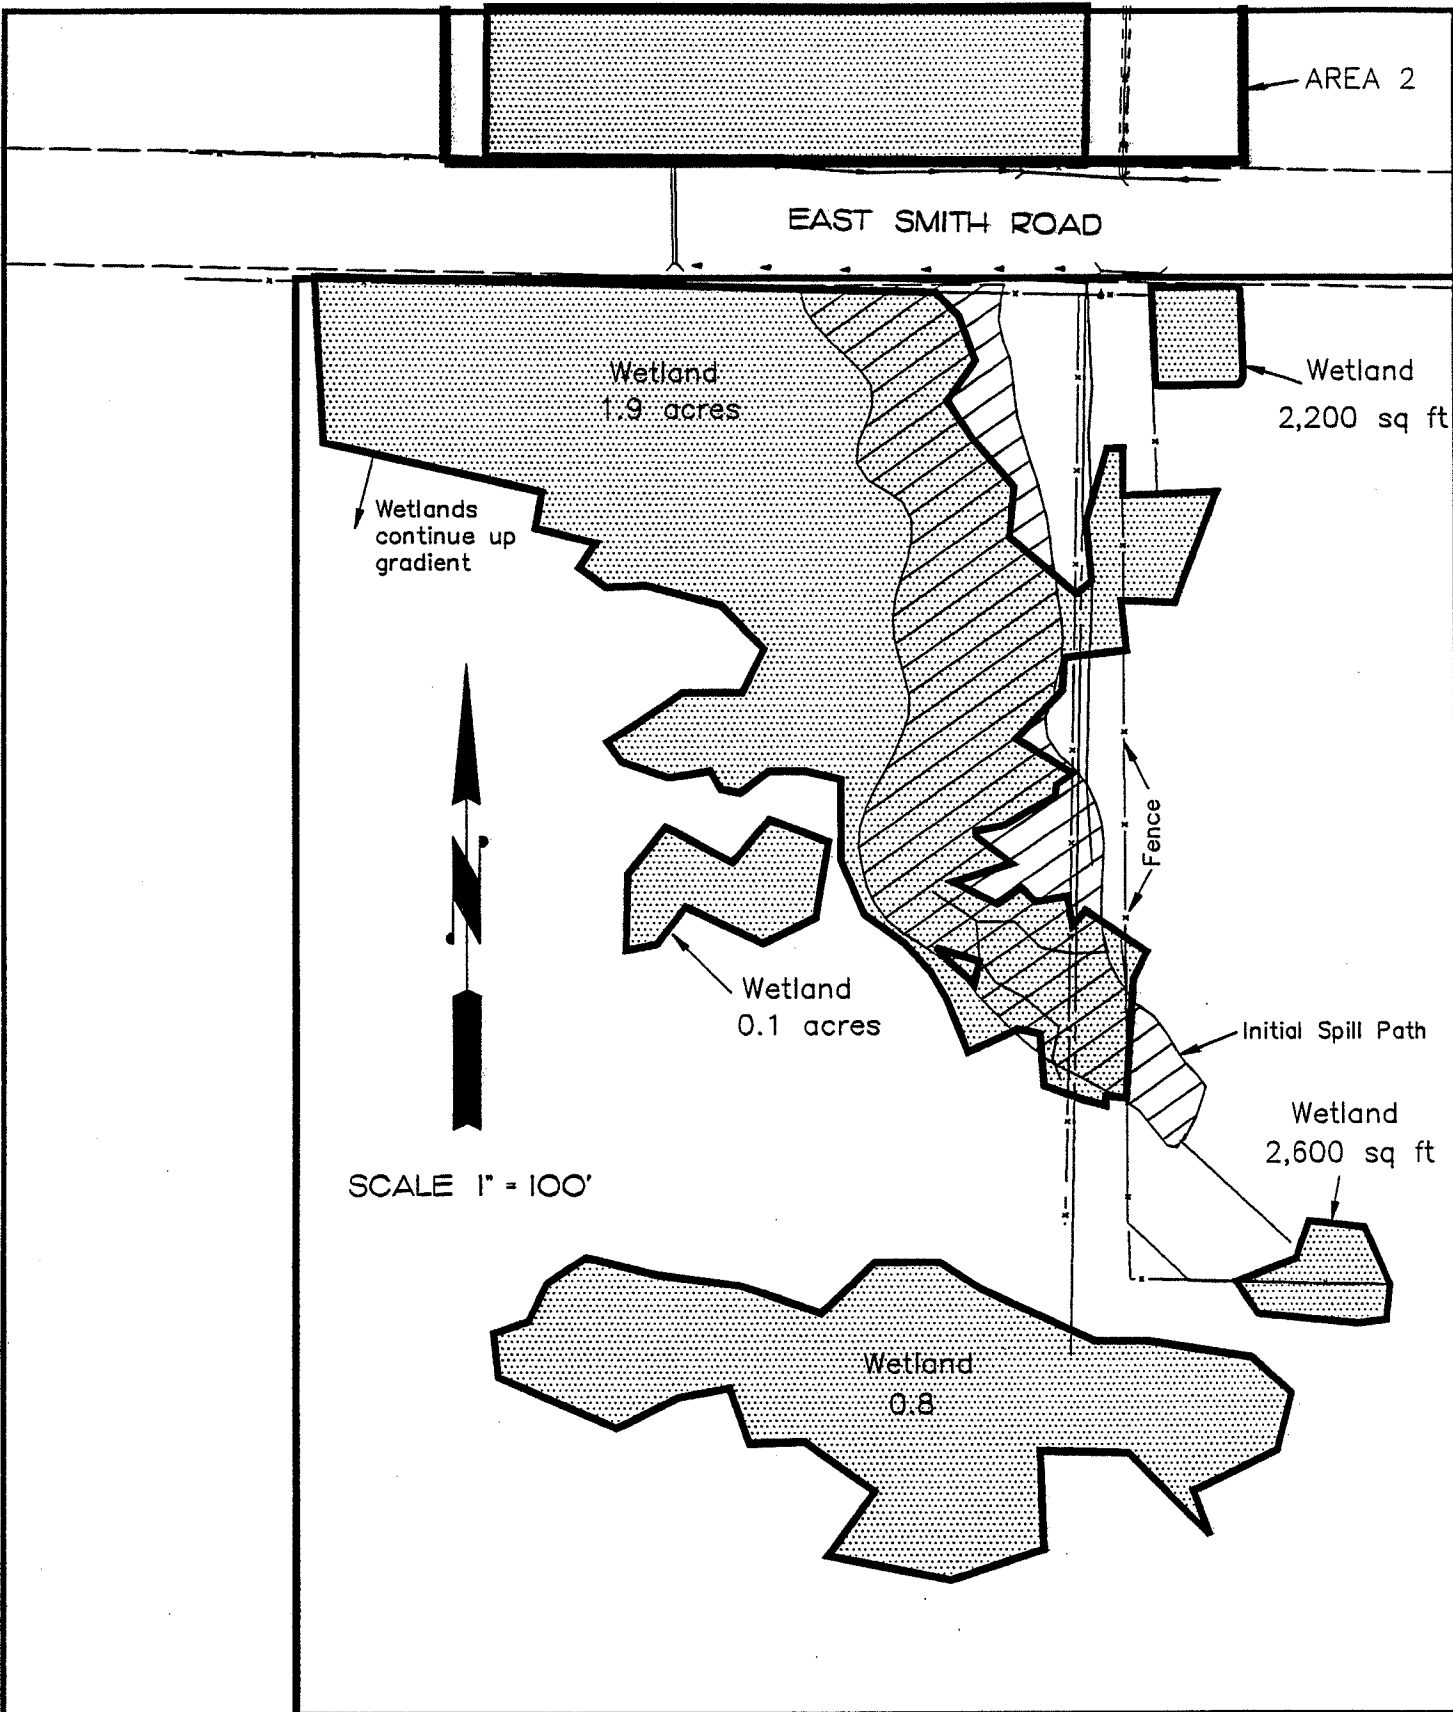 AREA 2
EAST SMITH ROAD
Wetland
1.9 acres
Wetland
2,200 sq ft
Wetlands
continue up
gradient
Fence
Wetland
0.1 acres
Initial Spill Path
Wetland
2,600 sq ft
SCALE 1" = 100'
Wetland
0.8